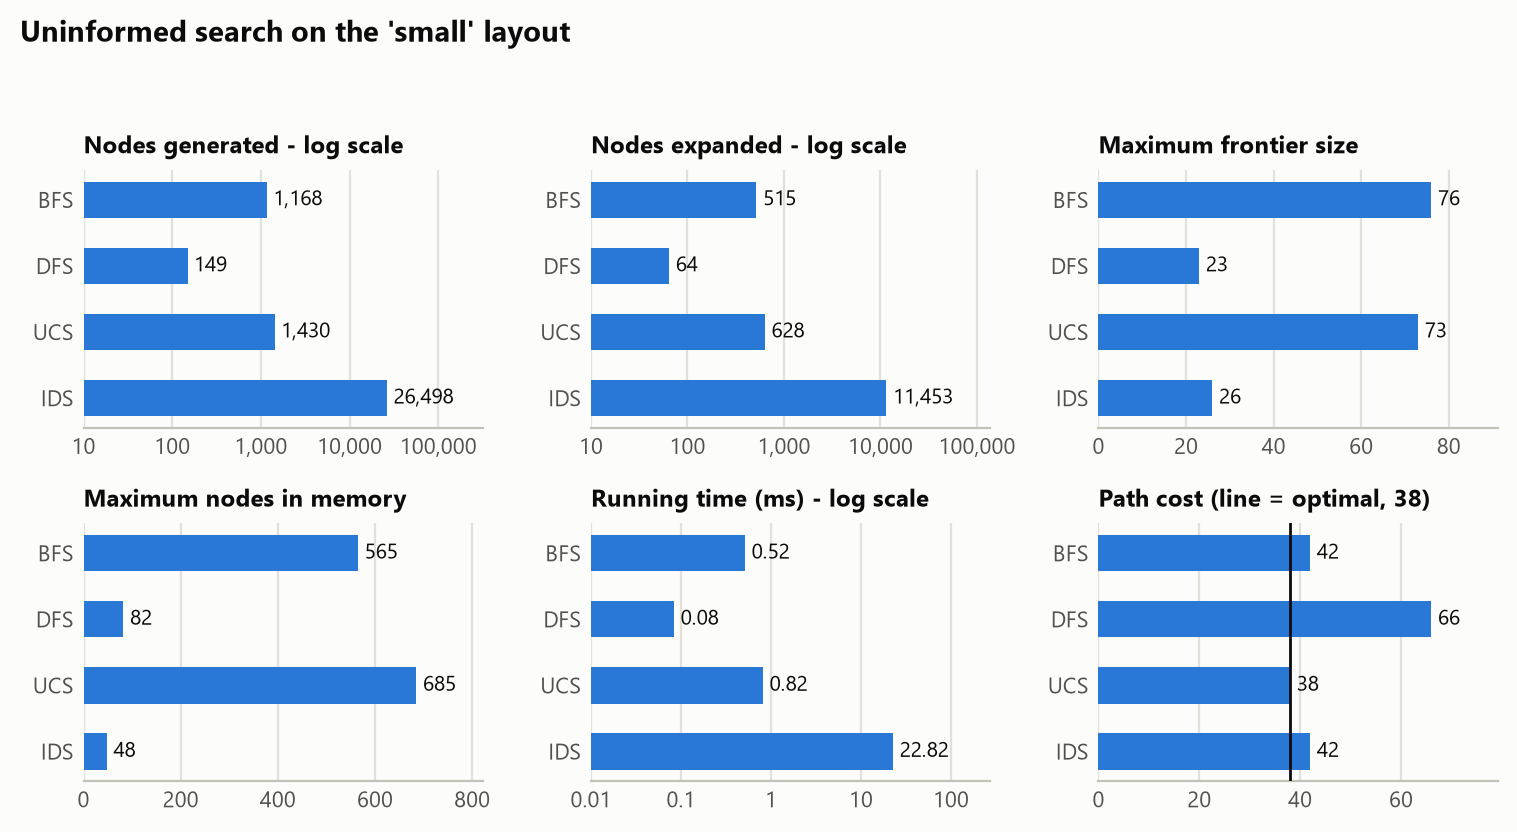 Uninformed search on the 'small' layout
Nodes generated - log scale
BFS 1,168
DFS 149
UCS 1,430
IDS 26,498
10 100 1,000 10,000 100,000
Nodes expanded - log scale
BFS 515
DFS 64
UCS 628
IDS 11,453
10 100 1,000 10,000 100,000
Maximum frontier size
BFS 76
DFS 23
UCS 73
IDS 26
0 20 40 60 80
Maximum nodes in memory
BFS 565
DFS 82
UCS 685
IDS 48
0 200 400 600 800
Running time (ms) - log scale
BFS 0.52
DFS 0.08
UCS 0.82
IDS 22.82
0.01 0.1 1 10 100
Path cost (line = optimal, 38)
BFS 42
DFS 66
UCS 38
IDS 42
0 20 40 60